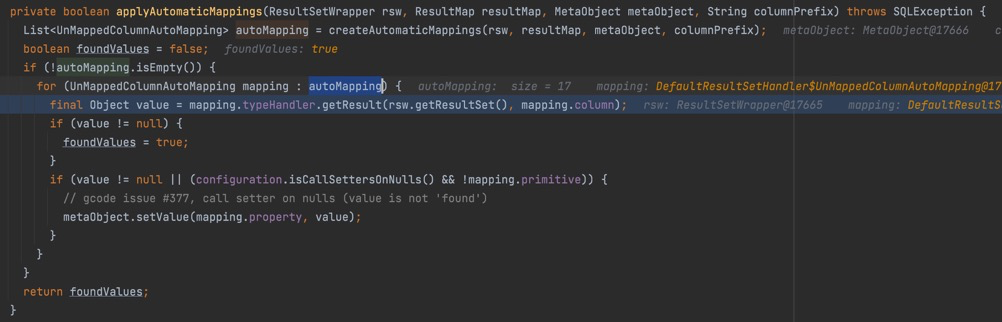 private boolean applyAutomaticMappings(ResultSetWrapper rsw, ResultMap resultMap, MetaObject metaObject, String columnPrefix) throws SQLException {
List<UnMappedColumnAutoMapping> autoMapping = createAutomaticMappings(rsw, resultMap, metaObject, columnPrefix); metaObject: MetaObject@17666 c
boolean foundValues = false; foundValues: true
if (!autoMapping.isEmpty()) {
for (UnMappedColumnAutoMapping mapping : autoMapping) { autoMapping: size = 17 mapping: DefaultResultSetHandler$UnMappedColumnAutoMapping@17
final Object value = mapping.typeHandler.getResult(rsw.getResultSet(), mapping.column); rsw: ResultSetWrapper@17665 mapping: DefaultResultS
if (value != null) {
foundValues = true;
}
if (value != null || (configuration.isCallSettersOnNulls() && !mapping.primitive)) {
// gcode issue #377, call setter on nulls (value is not 'found')
metaObject.setValue(mapping.property, value);
}
}
}
return foundValues;
}